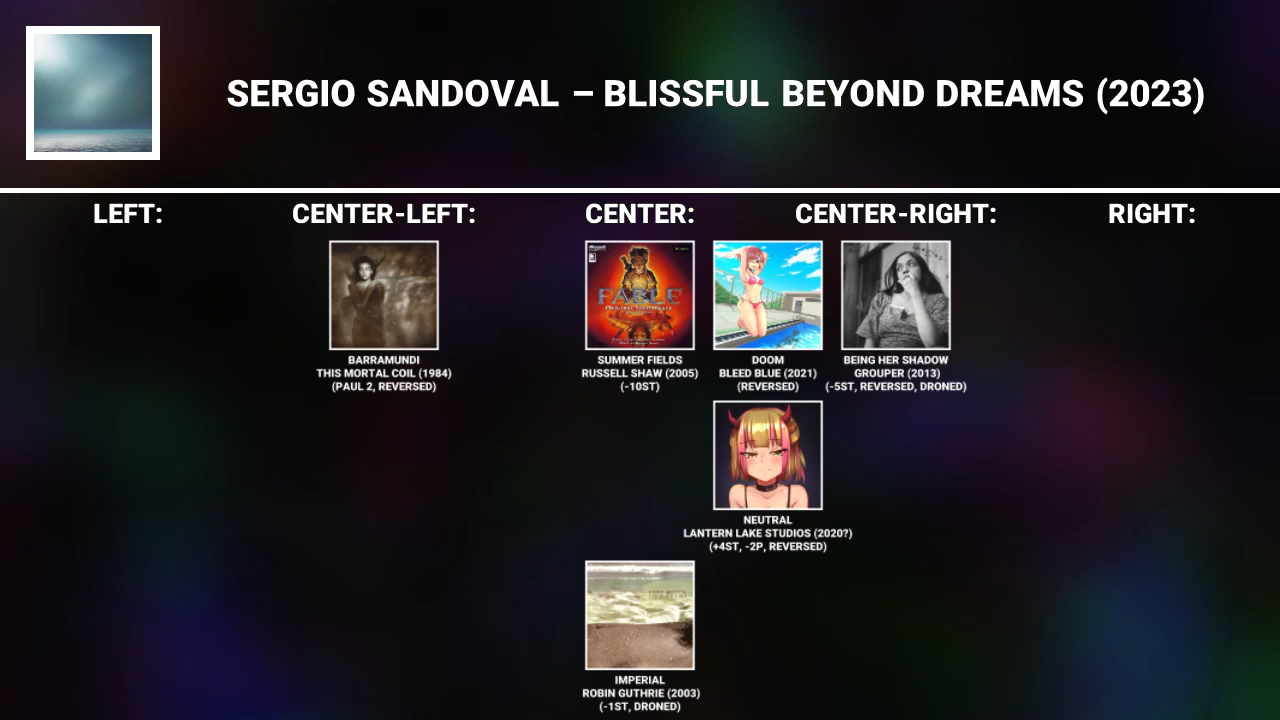 SERGIO SANDOVAL – BLISSFUL BEYOND DREAMS (2023)
LEFT:
CENTER-LEFT:
CENTER:
CENTER-RIGHT:
RIGHT:
FABLE
BARRAMUNDI
THIS MORTAL COIL (1984)
(PAUL 2, REVERSED)
SUMMER FIELDS
RUSSELL SHAW (2005)
(-10ST)
DOOM
BLEED BLUE (2021)
(REVERSED)
BEING HER SHADOW
GROUPER (2013)
(-5ST, REVERSED, DRONED)
NEUTRAL
LANTERN LAKE STUDIOS (2020?)
(+4ST, -2P, REVERSED)
IMPERIAL
ROBIN GUTHRIE (2003)
(-1ST, DRONED)